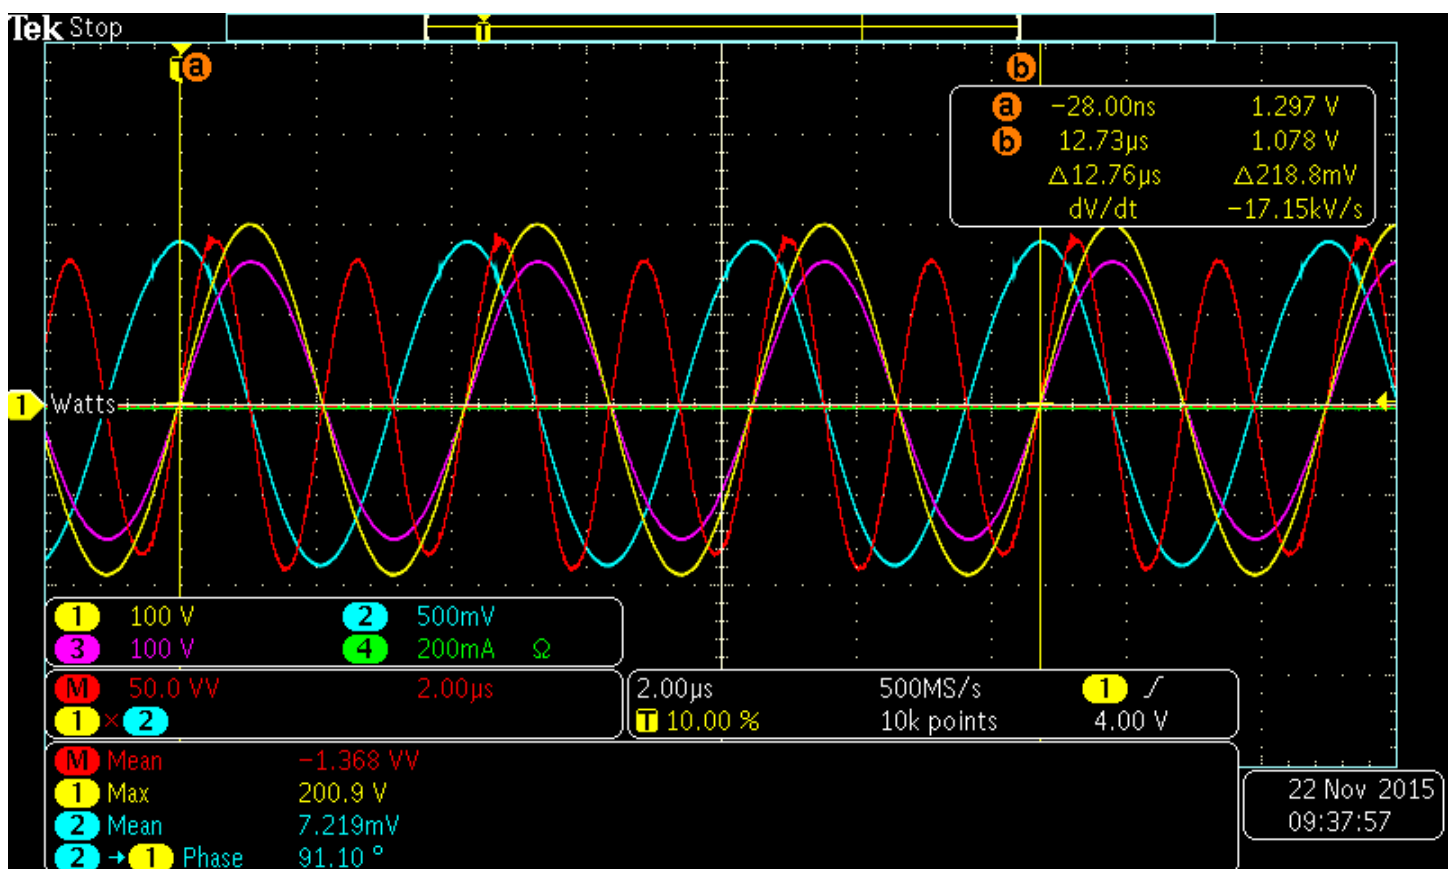 Tek Stop
T
T a b
a -28.00ns 1.297 V
b 12.73µs 1.078 V
Δ12.76µs Δ218.8mV
dV/dt -17.15kV/s
1 Watts
1 100 V 2 500mV
3 100 V 4 200mA Ω
M 50.0 VV 2.00µs
1 × 2
2.00µs 500MS/s 1 ∫
T 10.00 % 10k points 4.00 V
M Mean -1.368 VV
1 Max 200.9 V
2 Mean 7.219mV
2 → 1 Phase 91.10 °
22 Nov 2015
09:37:57